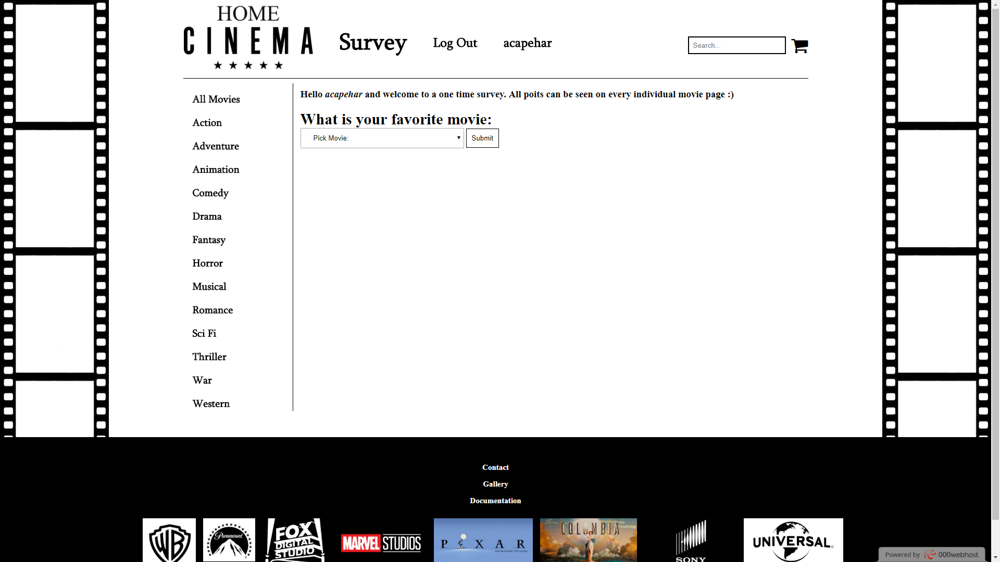 HOME
CINEMA
Survey
Log Out
acapehar
Search...
All Movies
Action
Adventure
Animation
Comedy
Drama
Fantasy
Horror
Musical
Romance
Sci Fi
Thriller
War
Western
Hello acapehar and welcome to a one time survey. All poits can be seen on every individual movie page :)
What is your favorite movie:
Pick Movie:
Submit
Contact
Gallery
Documentation
WB
Paramount
FOX
DIGITAL
STUDIO
MARVEL STUDIOS
PIXAR
ANIMATION STUDIOS
COLUMBIA
SONY
UNIVERSAL
Powered by 000webhost